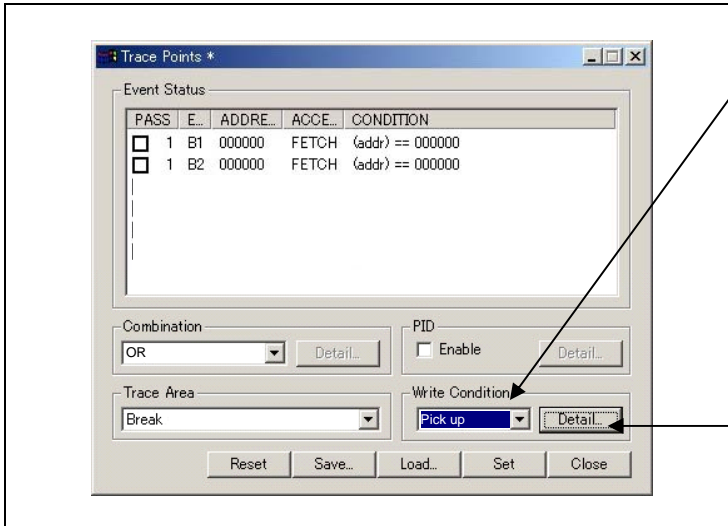 Trace Points *
Event Status
PASS E... ADDRE... ACCE... CONDITION
1 B1 000000 FETCH (addr) == 000000
1 B2 000000 FETCH (addr) == 000000
Combination
OR Detail...
PID
Enable Detail...
Trace Area
Break
Write Condition
Pick up Detail...
Reset Save... Load... Set Close